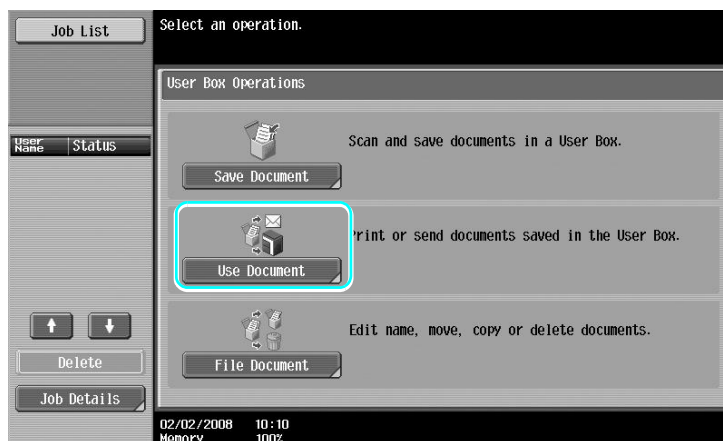 Job List
Select an operation.
User Box Operations
User Name
Status
Scan and save documents in a User Box.
Save Document
Print or send documents saved in the User Box.
Use Document
Edit name, move, copy or delete documents.
File Document
Delete
Job Details
02/02/2008 10:10
Memory 100%